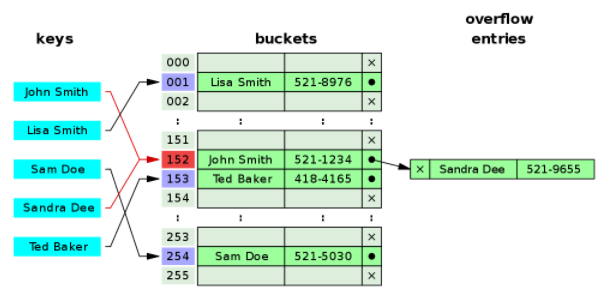 keys
buckets
overflow
entries
John Smith
Lisa Smith
Sam Doe
Sandra Dee
Ted Baker
000 ×
001 Lisa Smith 521-8976
002 ×
: : : :
151 ×
152 John Smith 521-1234
153 Ted Baker 418-4165
154 ×
: : : :
253 ×
254 Sam Doe 521-5030
255 ×
× Sandra Dee 521-9655